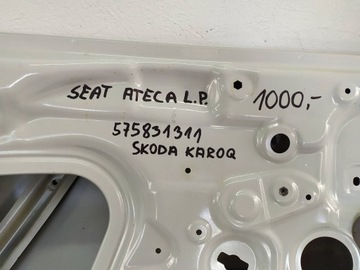 SEAT ATECA L.P. 1000,-
575831311
SKODA KAROQ